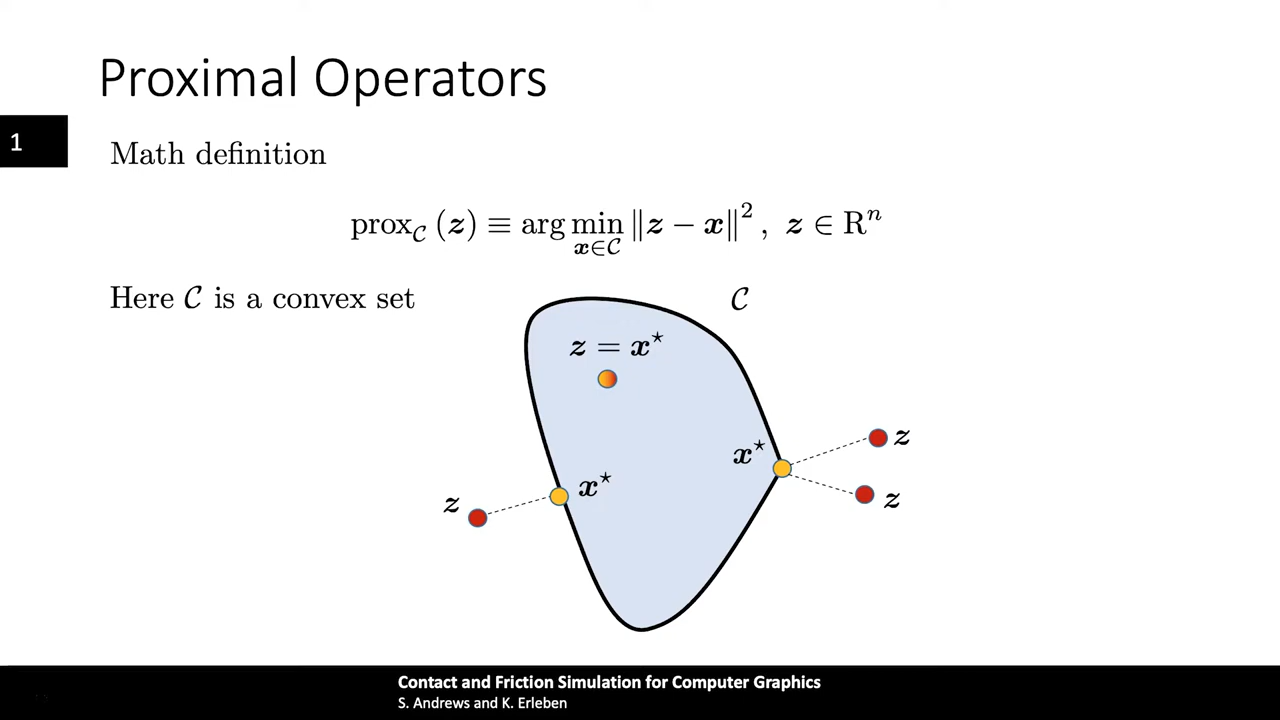 Proximal Operators
1
Math definition
prox_𝒞 (z) ≡ arg min_{x∈𝒞} ‖z − x‖², z ∈ Rⁿ
Here 𝒞 is a convex set
𝒞
z = x⋆
z
x⋆
x⋆
z
z
Contact and Friction Simulation for Computer Graphics
S. Andrews and K. Erleben